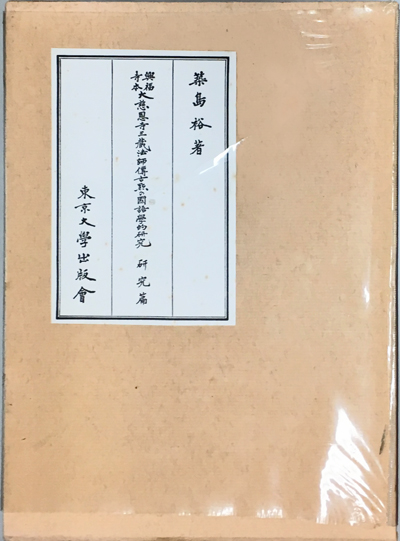 築島裕著
興福寺本大慈恩寺三蔵法師傳古點の國語學的研究 研究篇
東京大學出版會